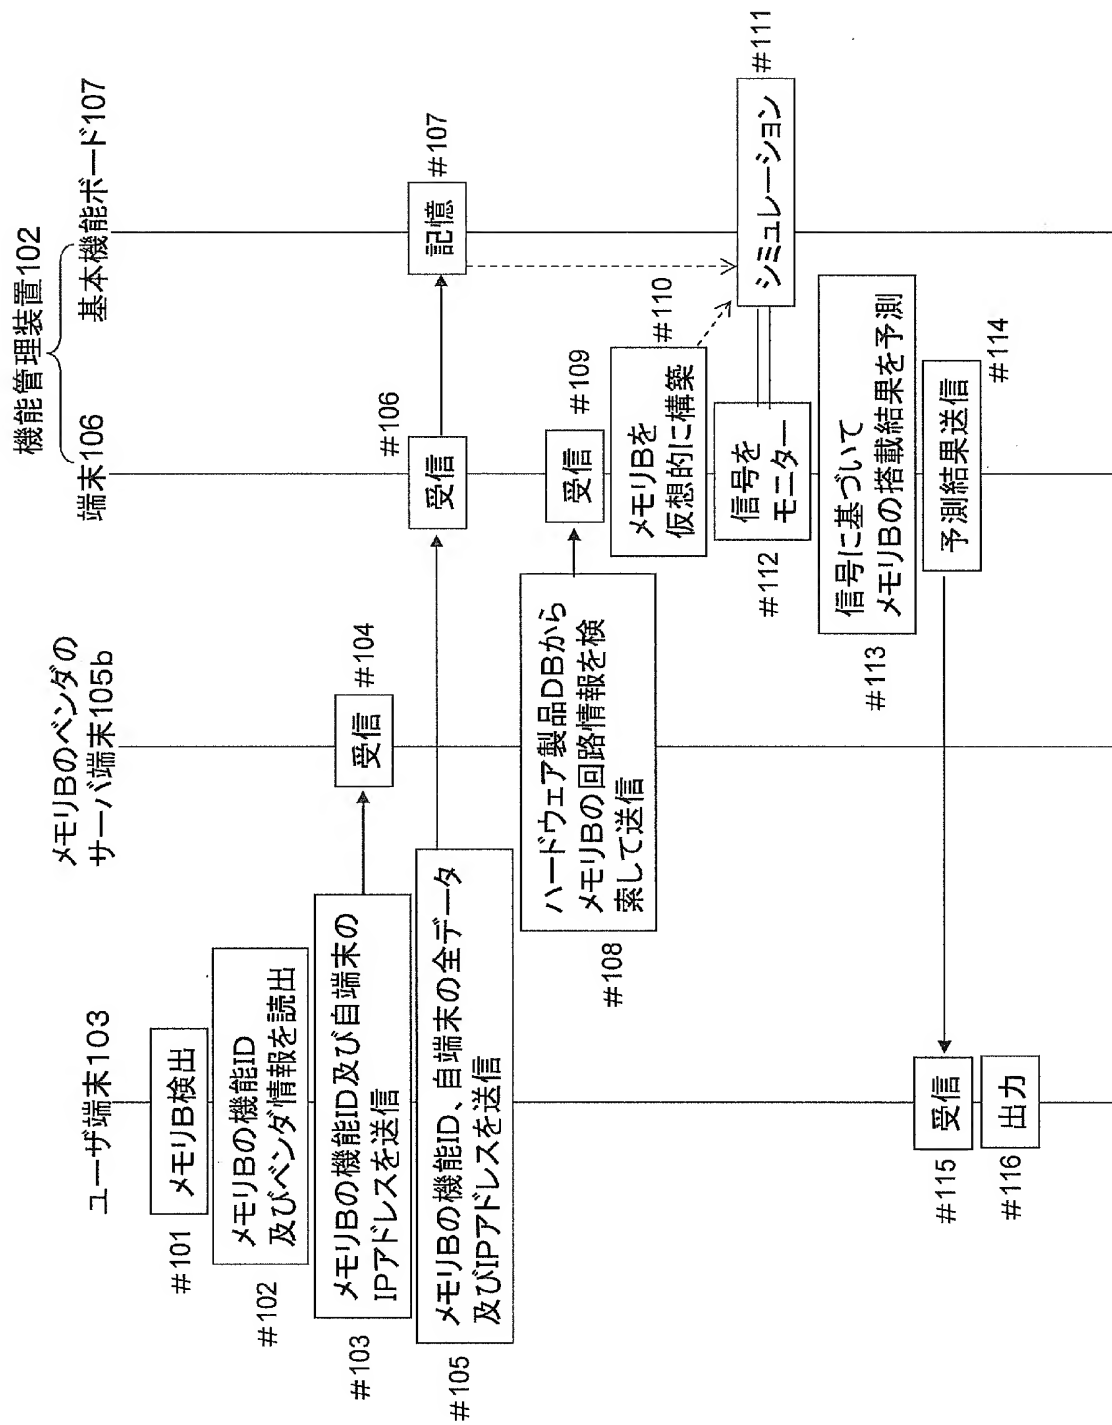 機能管理装置102
ユーザ端末103
メモリBのベンダの
サーバ端末105b
端末106
基本機能ボード107
#101
メモリB検出
#102
メモリBの機能ID
及びベンダ情報を読出
#103
メモリBの機能ID及び自端末の
IPアドレスを送信
受信
#104
#105
メモリBの機能ID、自端末の全データ
及びIPアドレスを送信
受信
#106
記憶
#107
#108
ハードウェア製品DBから
メモリBの回路情報を検
索して送信
受信
#109
メモリBを
仮想的に構築
#110
シミュレーション
#111
#112
信号を
モニター
#113
信号に基づいて
メモリBの搭載結果を予測
予測結果送信
#114
#115
受信
#116
出力